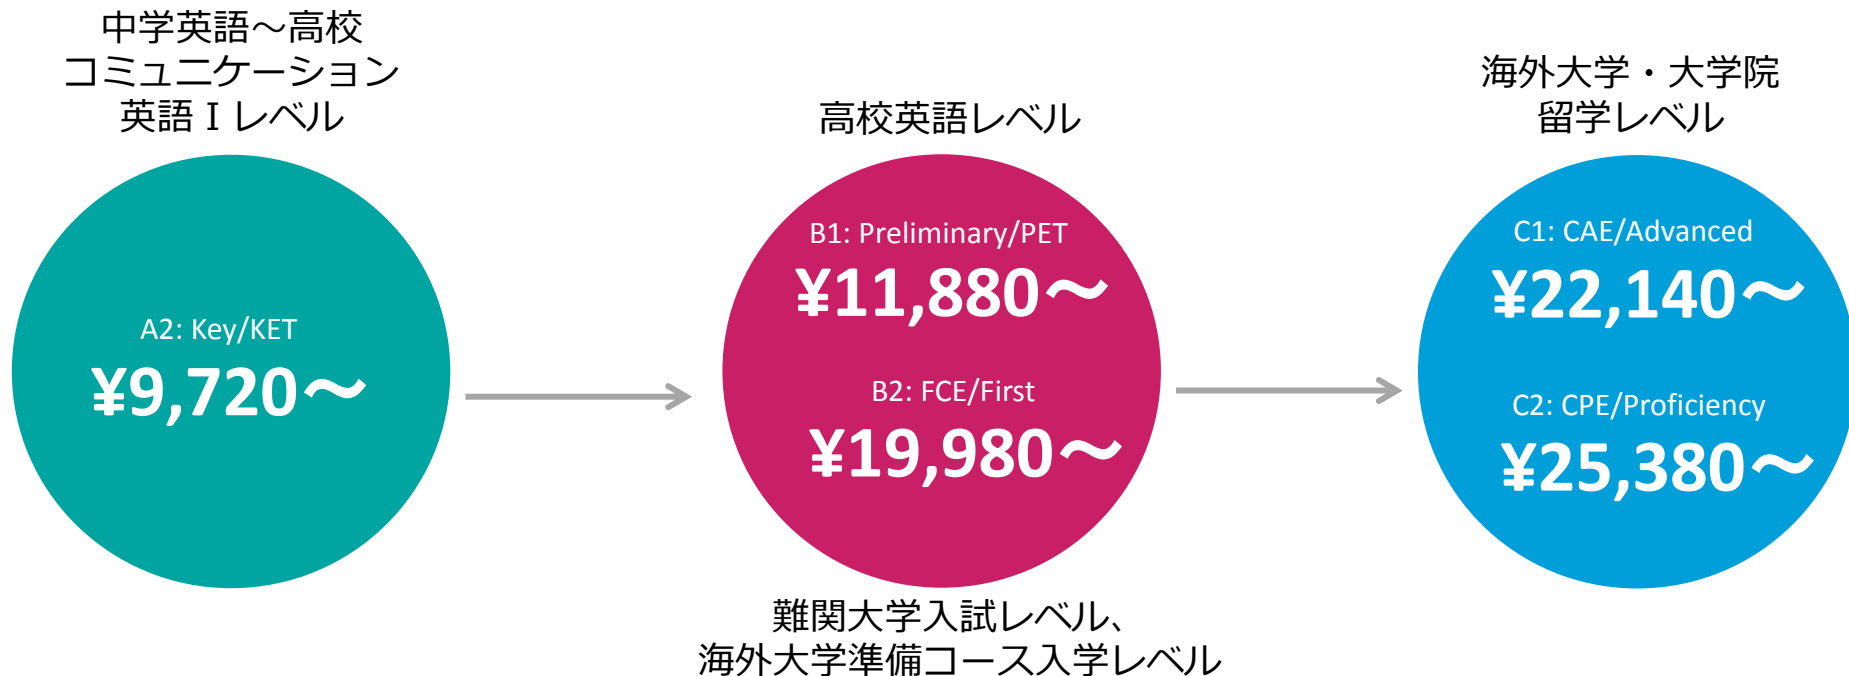 中学英語～高校
コミュニケーション
英語Ⅰレベル
A2: Key/KET
¥9,720～
高校英語レベル
B1: Preliminary/PET
¥11,880～
B2: FCE/First
¥19,980～
難関大学入試レベル、
海外大学準備コース入学レベル
海外大学・大学院
留学レベル
C1: CAE/Advanced
¥22,140～
C2: CPE/Proficiency
¥25,380～